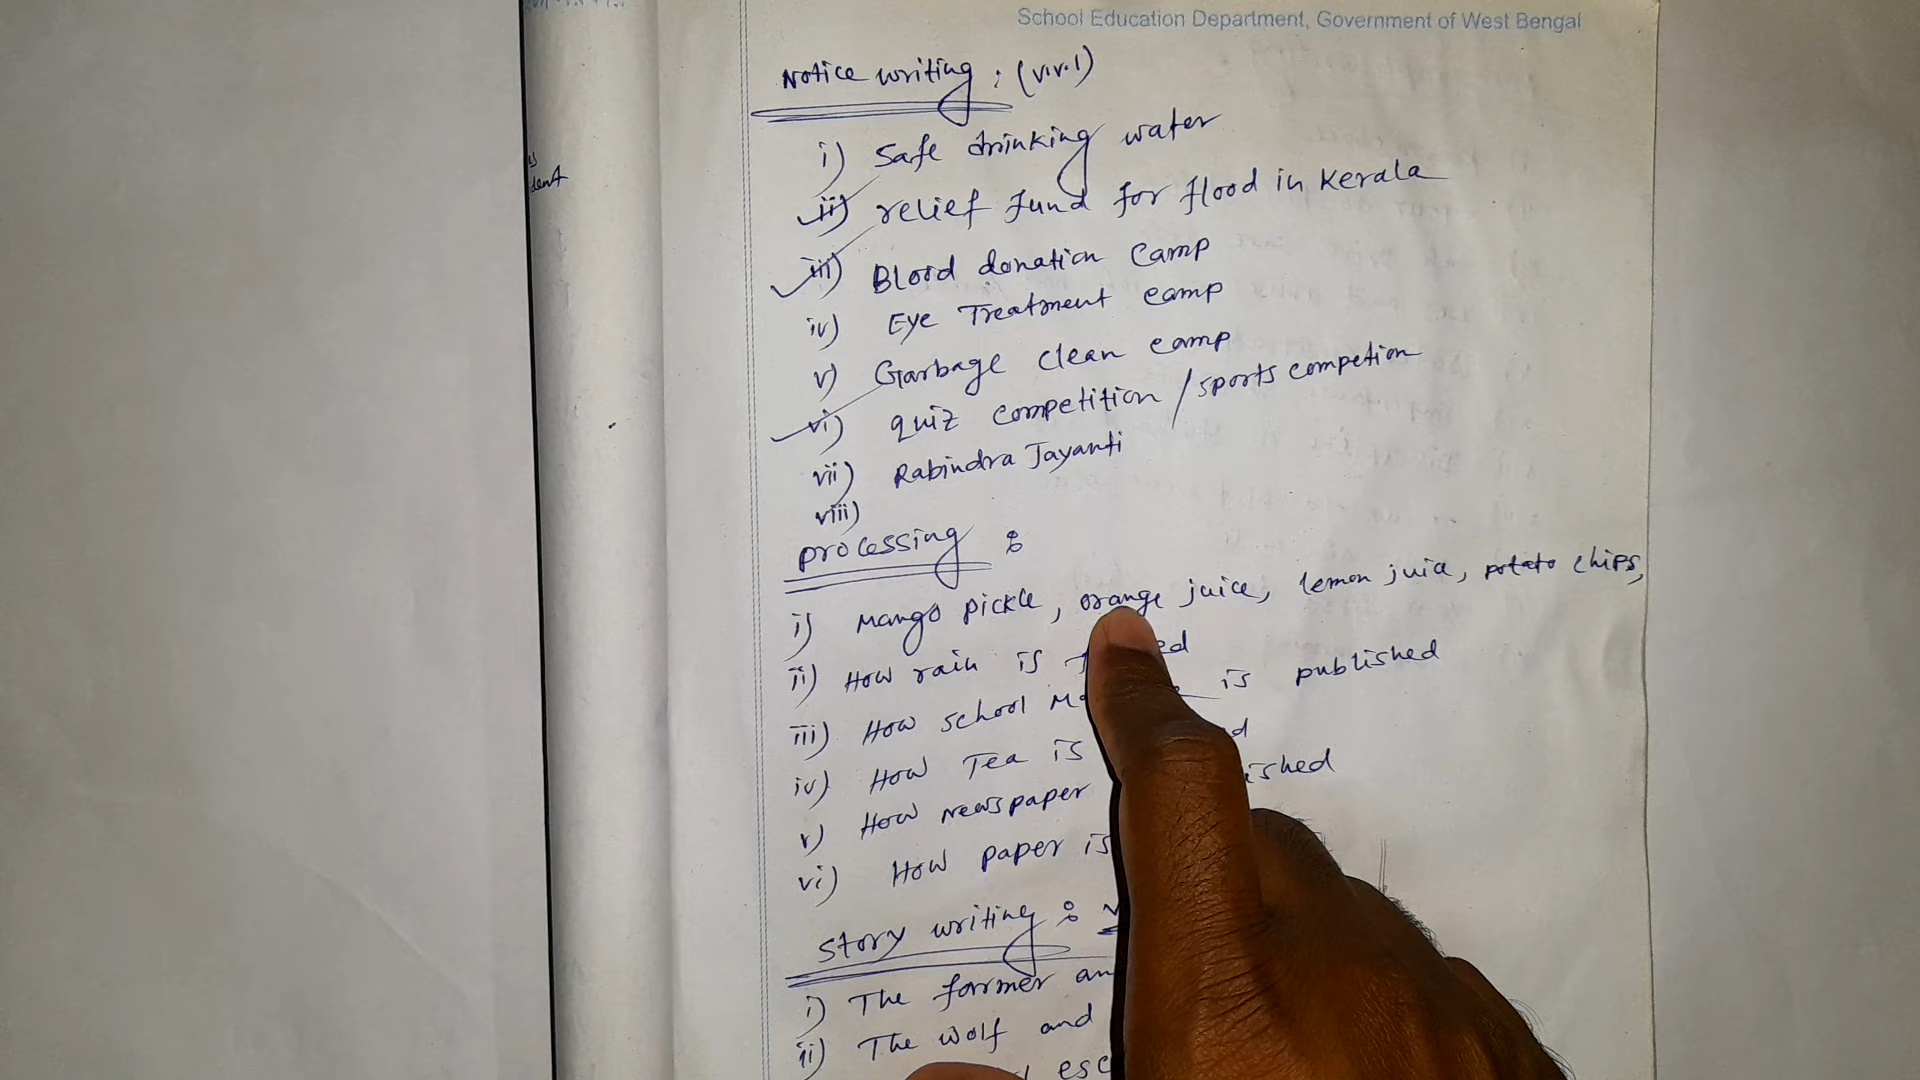 School Education Department, Government of West Bengal
Notice writing : (v.v.I)
i) Safe drinking water
ii) relief fund for flood in Kerala
iii) Blood donation camp
iv) Eye Treatment camp
v) Garbage clean camp
vi) quiz competition / sports competion
vii) Rabindra Jayanti
viii)
processing :
i) Mango pickle, orange juice, lemon juice, potato chips,
ii) How rain is
iii) How school is published
iv) How Tea is
v) How newspaper
vi) How paper is
Story writing :
i) The farmer
ii) The wolf and